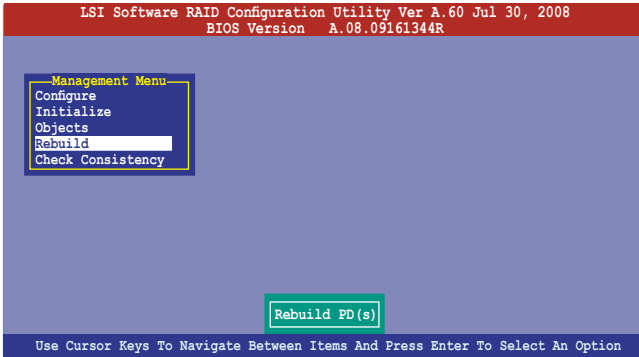 LSI Software RAID Configuration Utility Ver A.60 Jul 30, 2008
BIOS Version A.08.09161344R
Management Menu
Configure
Initialize
Objects
Rebuild
Check Consistency
Rebuild PD(s)
Use Cursor Keys To Navigate Between Items And Press Enter To Select An Option